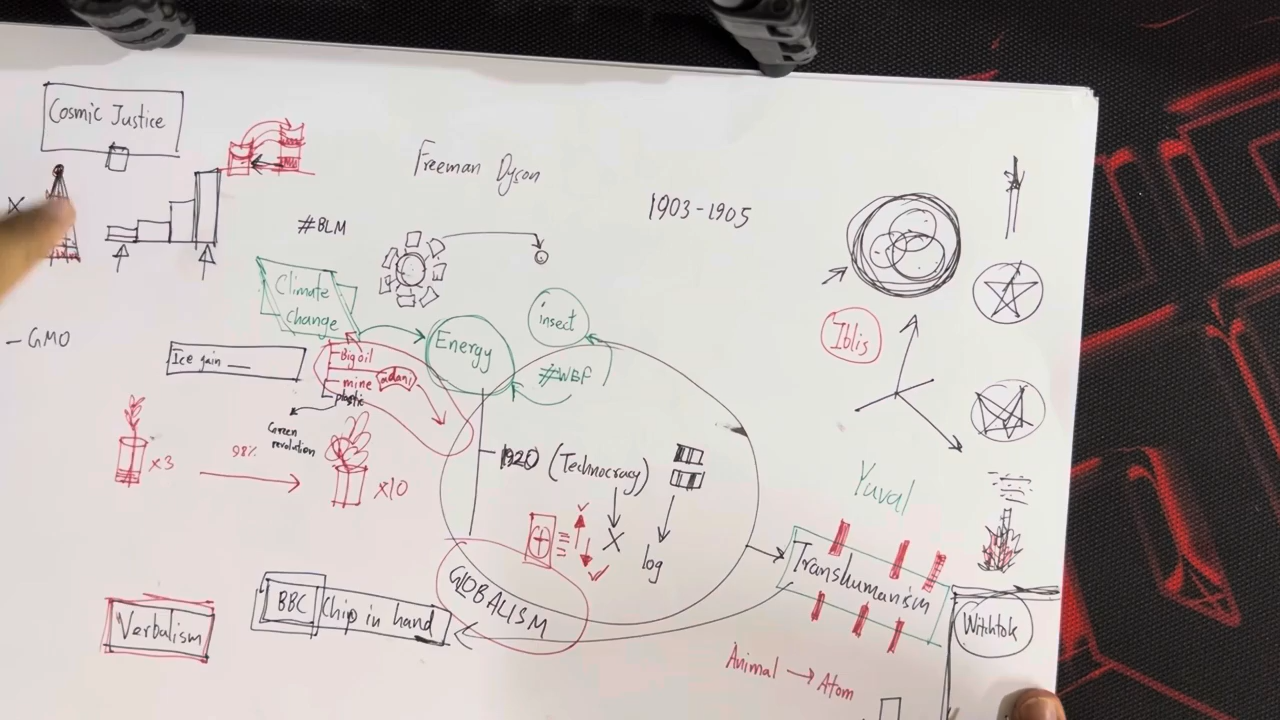 Cosmic Justice
Freeman Dyson
1903-1905
#BLM
Climate
change
Energy
insect
#WEF
Iblis
- GMO
Ice gain
Big oil
mine adani
plastic
Green
revolution
98%
x3
x10
1920 (Technocracy)
X
log
Yuval
Transhumanism
GLOBALISM
BBC Chip in hand
Verbalism
Witchtok
Animal → Atom